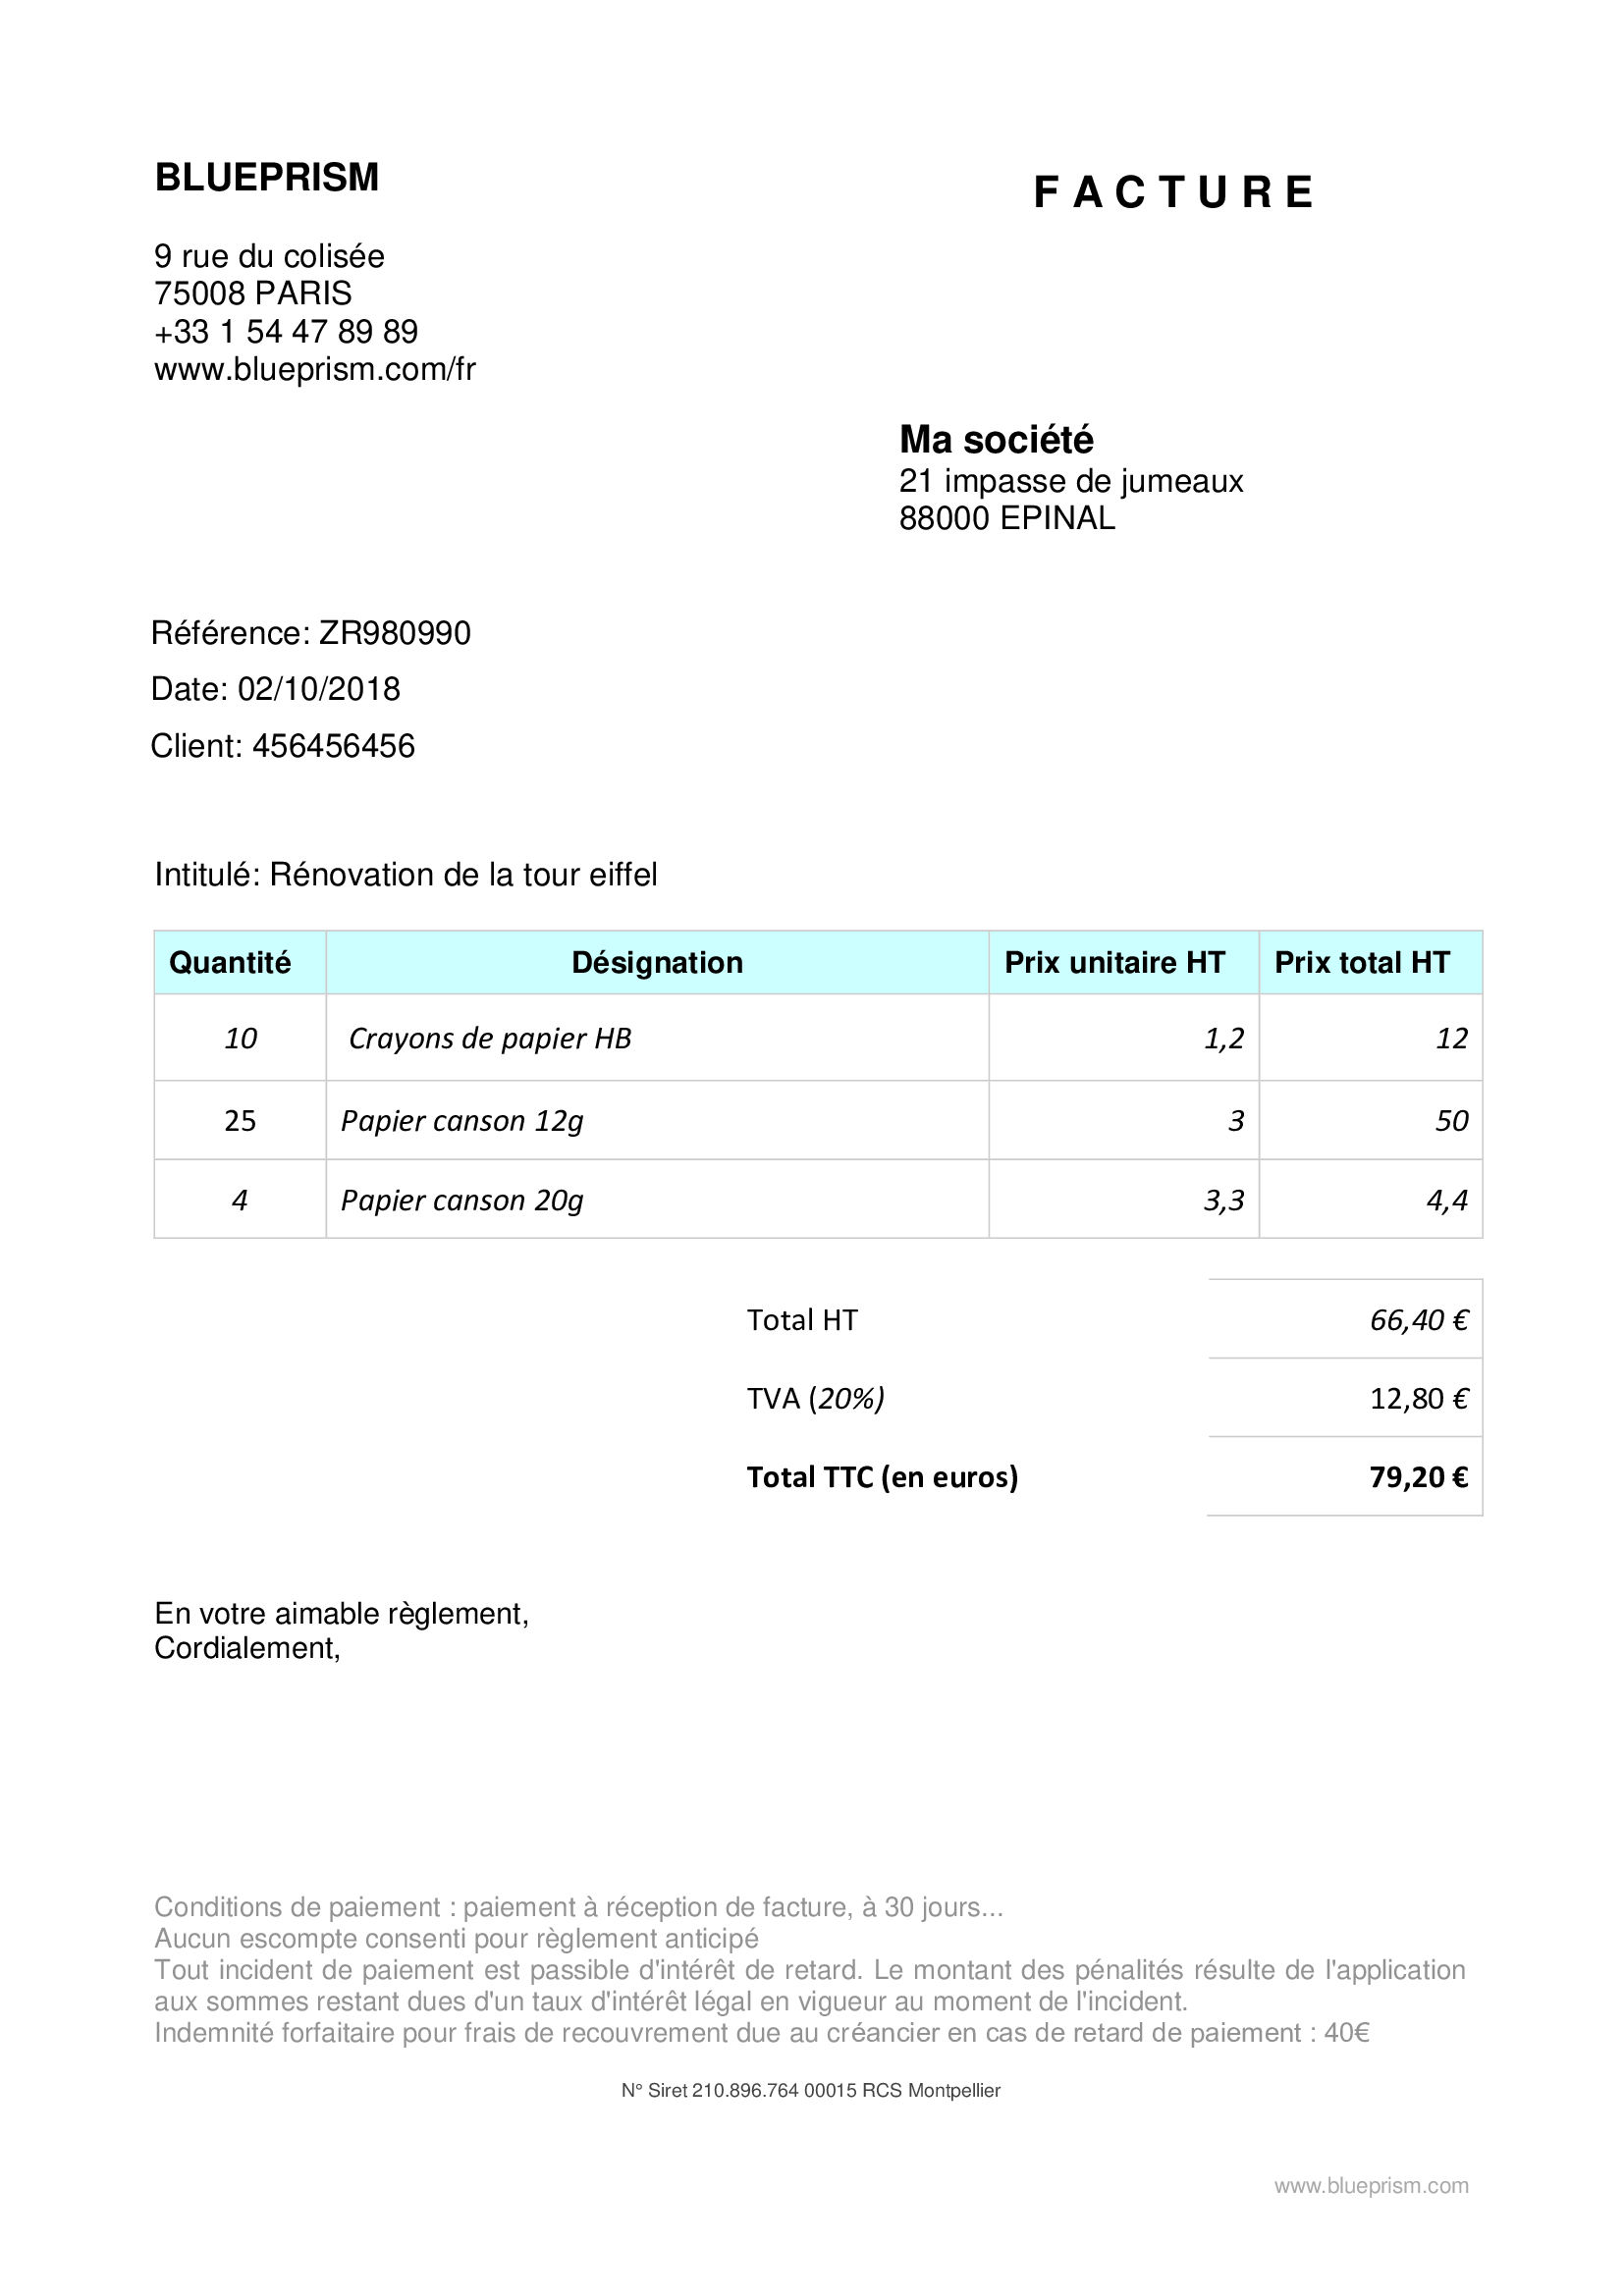 BLUEPRISM
F A C T U R E
9 rue du colisée
75008 PARIS
+33 1 54 47 89 89
www.blueprism.com/fr
Ma société
21 impasse de jumeaux
88000 EPINAL
Référence: ZR980990
Date: 02/10/2018
Client: 456456456
Intitulé: Rénovation de la tour eiffel
Quantité Désignation Prix unitaire HT Prix total HT
10 Crayons de papier HB 1,2 12
25 Papier canson 12g 3 50
4 Papier canson 20g 3,3 4,4
Total HT 66,40 €
TVA (20%) 12,80 €
Total TTC (en euros) 79,20 €
En votre aimable règlement,
Cordialement,
Conditions de paiement : paiement à réception de facture, à 30 jours...
Aucun escompte consenti pour règlement anticipé
Tout incident de paiement est passible d'intérêt de retard. Le montant des pénalités résulte de l'application
aux sommes restant dues d'un taux d'intérêt légal en vigueur au moment de l'incident.
Indemnité forfaitaire pour frais de recouvrement due au créancier en cas de retard de paiement : 40€
N° Siret 210.896.764 00015 RCS Montpellier
www.blueprism.com